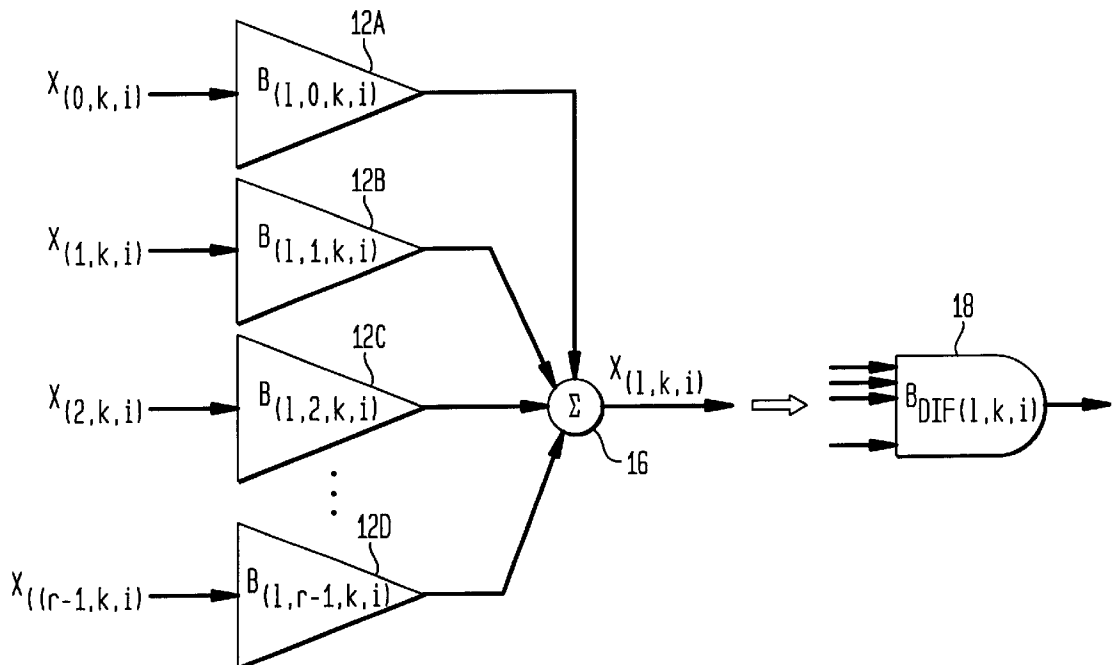 12A
X(0,k,i)
B(l,0,k,i)
12B
X(1,k,i)
B(l,1,k,i)
12C
X(2,k,i)
B(l,2,k,i)
Σ
X(l,k,i)
16
18
BDIF(l,k,i)
12D
X((r-1,k,i)
B(l,r-1,k,i)